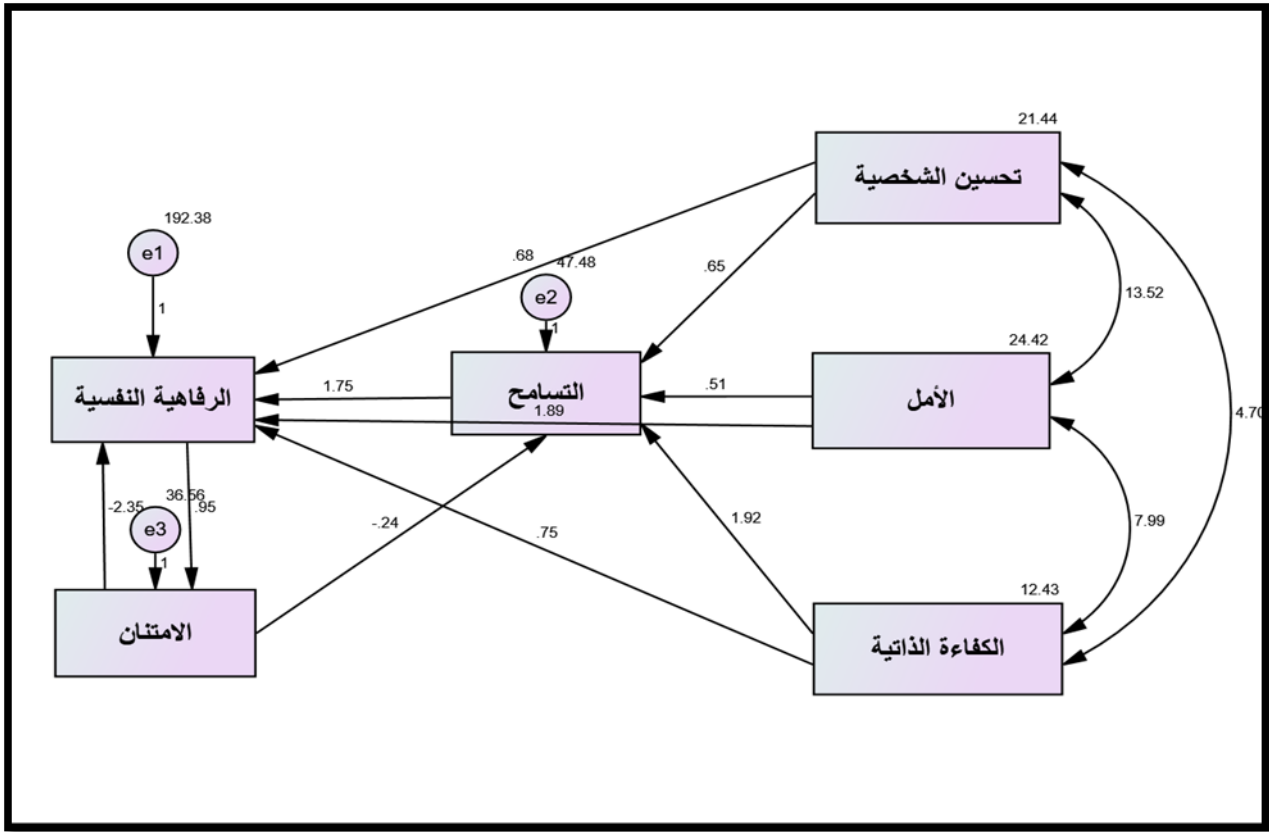 21.44
تحسين الشخصية
192.38
e1
1
.68
47.48
e2
1
.65
13.52
24.42
الرفاهية النفسية
1.75
التسامح
1.89
.51
الأمل
4.70
-2.35
36.56
.95
e3
1
-.24
.75
1.92
7.99
12.43
الامتنان
الكفاءة الذاتية